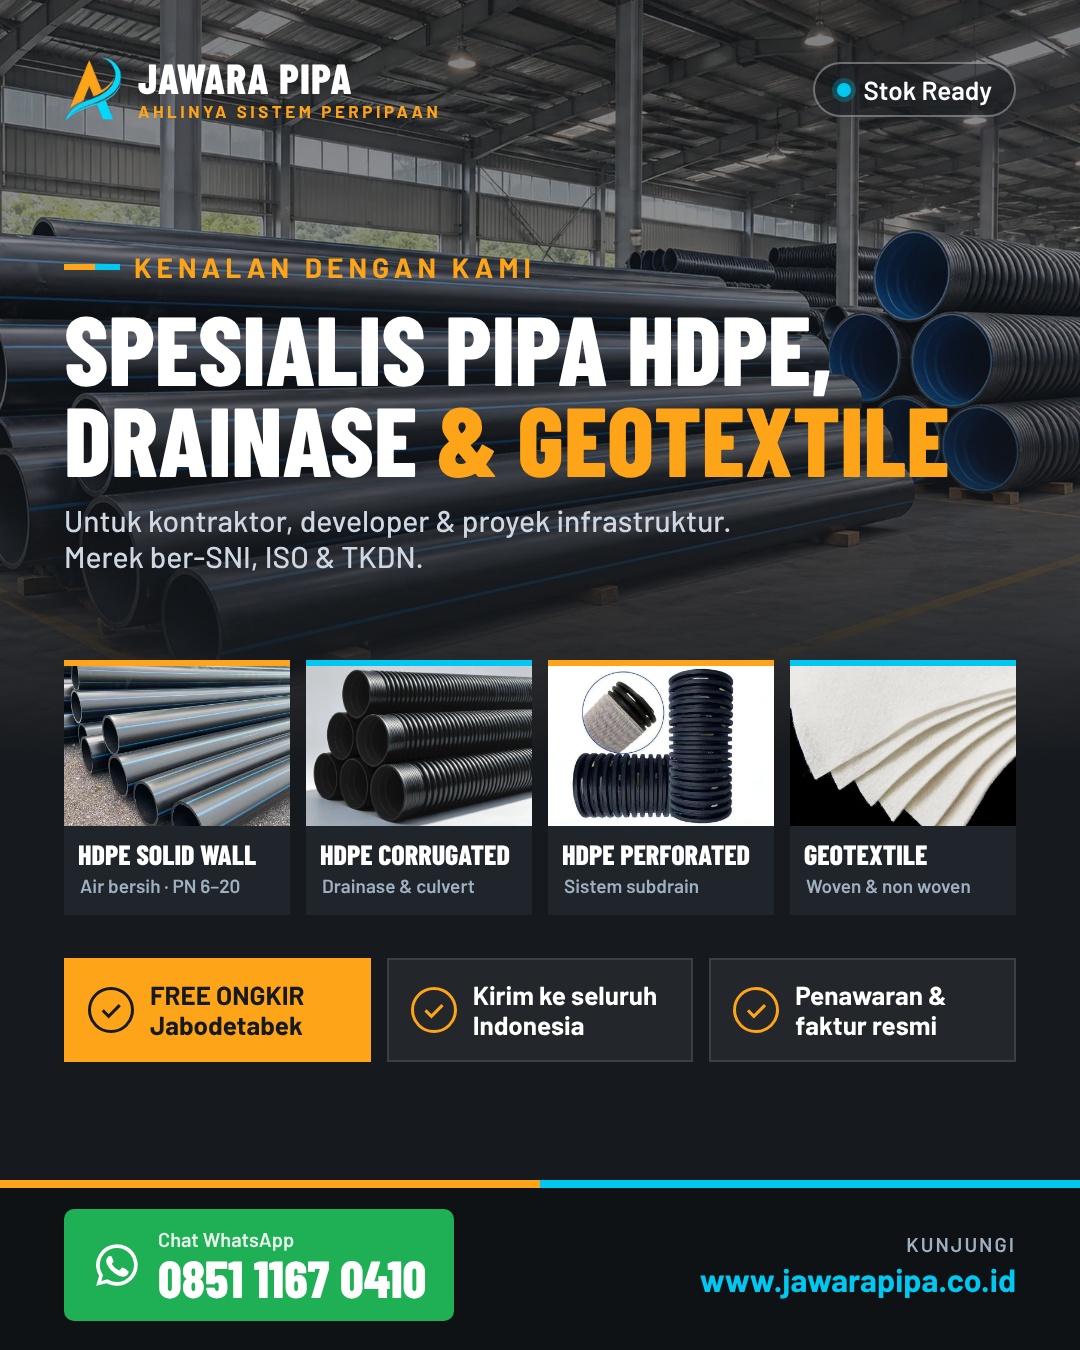 JAWARA PIPA
AHLINYA SISTEM PERPIPAAN
Stok Ready
KENALAN DENGAN KAMI
SPESIALIS PIPA HDPE,
DRAINASE & GEOTEXTILE
Untuk kontraktor, developer & proyek infrastruktur.
Merek ber-SNI, ISO & TKDN.
HDPE SOLID WALL
Air bersih · PN 6–20
HDPE CORRUGATED
Drainase & culvert
HDPE PERFORATED
Sistem subdrain
GEOTEXTILE
Woven & non woven
FREE ONGKIR
Jabodetabek
Kirim ke seluruh
Indonesia
Penawaran &
faktur resmi
Chat WhatsApp
0851 1167 0410
KUNJUNGI
www.jawarapipa.co.id